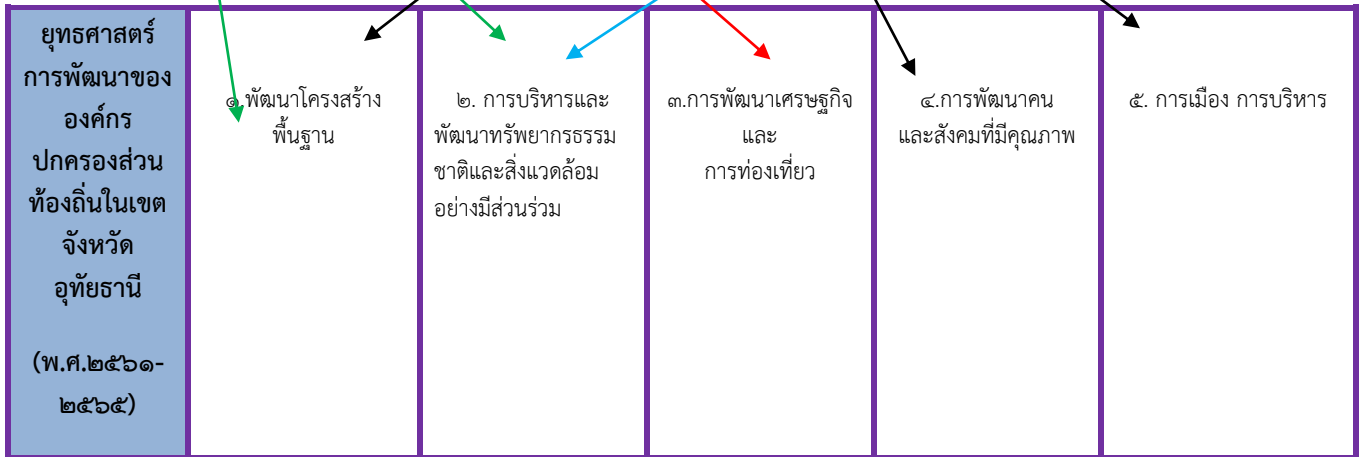 ยุทธศาสตร์
การพัฒนาของ
องค์กร
ปกครองส่วน
ท้องถิ่นในเขต
จังหวัด
อุทัยธานี
(พ.ศ.๒๕๖๑-
๒๕๖๕)
๑.พัฒนาโครงสร้าง
พื้นฐาน
๒. การบริหารและ
พัฒนาทรัพยากรธรรม
ชาติและสิ่งแวดล้อม
อย่างมีส่วนร่วม
๓.การพัฒนาเศรษฐกิจ
และ
การท่องเที่ยว
๔.การพัฒนาคน
และสังคมที่มีคุณภาพ
๕. การเมือง การบริหาร